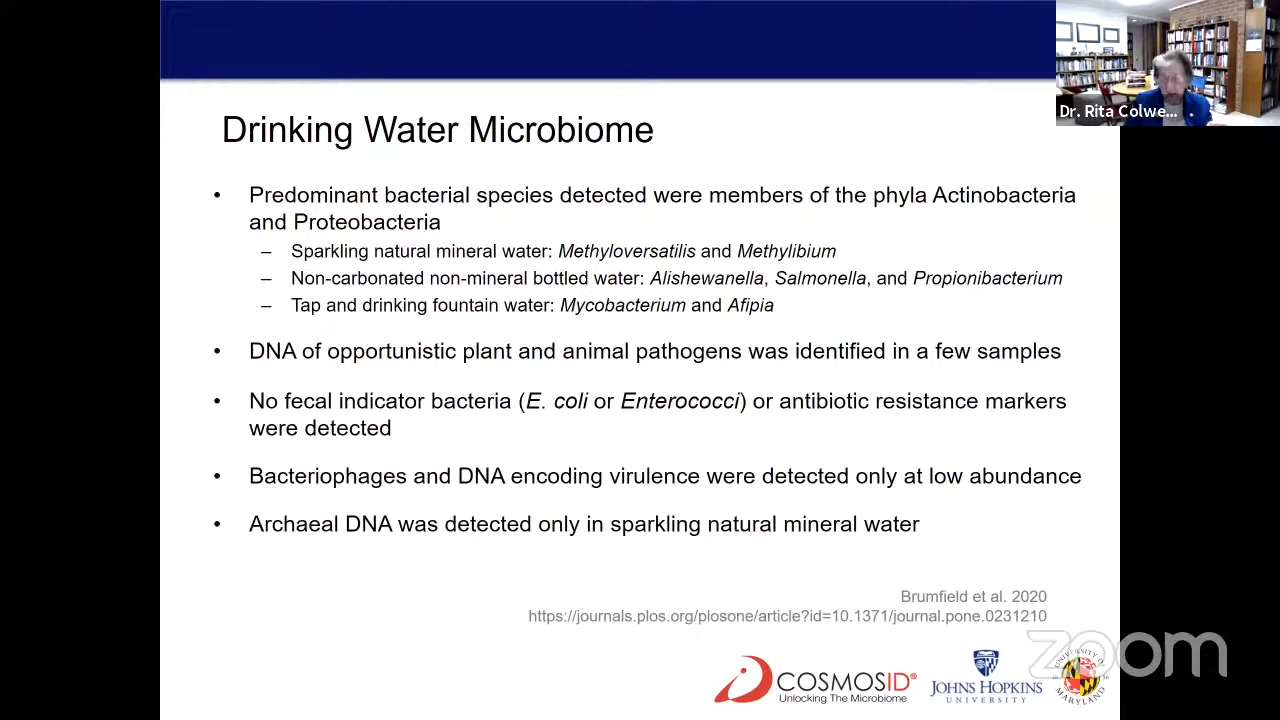 Dr. Rita Colwe...
Drinking Water Microbiome
• Predominant bacterial species detected were members of the phyla Actinobacteria
and Proteobacteria
– Sparkling natural mineral water: Methyloversatilis and Methylibium
– Non-carbonated non-mineral bottled water: Alishewanella, Salmonella, and Propionibacterium
– Tap and drinking fountain water: Mycobacterium and Afipia
• DNA of opportunistic plant and animal pathogens was identified in a few samples
• No fecal indicator bacteria (E. coli or Enterococci) or antibiotic resistance markers
were detected
• Bacteriophages and DNA encoding virulence were detected only at low abundance
• Archaeal DNA was detected only in sparkling natural mineral water
Brumfield et al. 2020
https://journals.plos.org/plosone/article?id=10.1371/journal.pone.0231210
zoom
COSMOSID®
Unlocking The Microbiome
JOHNS HOPKINS
UNIVERSITY
UNIVERSITY OF
MARYLAND